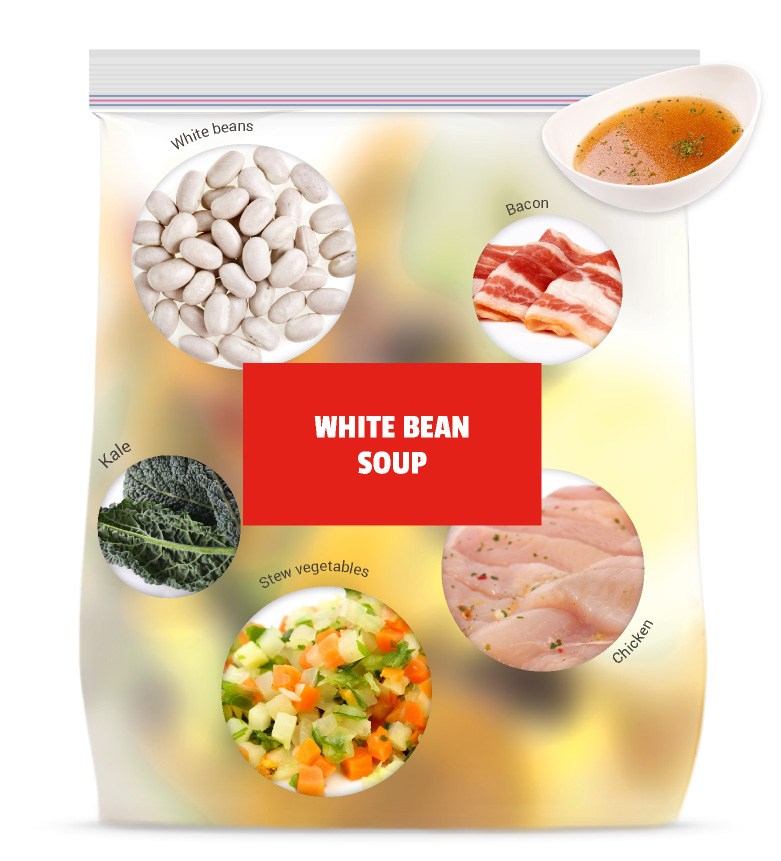 White beans
Bacon
WHITE BEAN
SOUP
Kale
Stew vegetables
Chicken